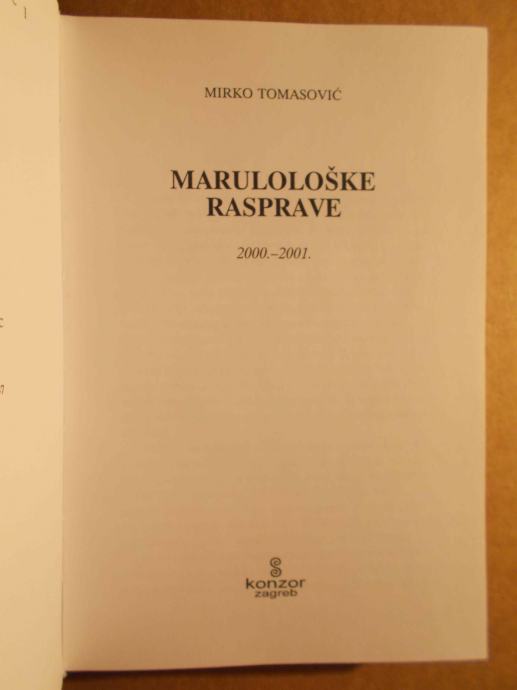 MIRKO TOMASOVIĆ
MARULOLOŠKE
RASPRAVE
2000.–2001.
konzor
zagreb